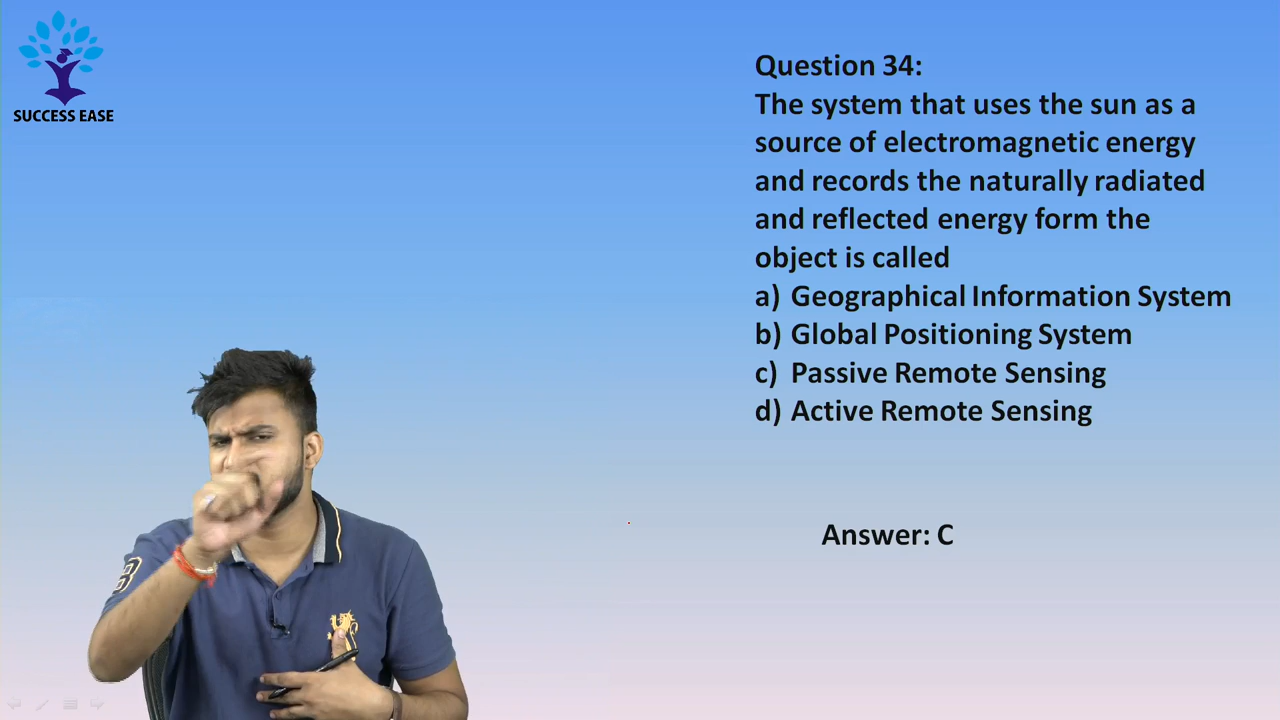 SUCCESS EASE
Question 34:
The system that uses the sun as a
source of electromagnetic energy
and records the naturally radiated
and reflected energy form the
object is called
a) Geographical Information System
b) Global Positioning System
c) Passive Remote Sensing
d) Active Remote Sensing
Answer: C
3